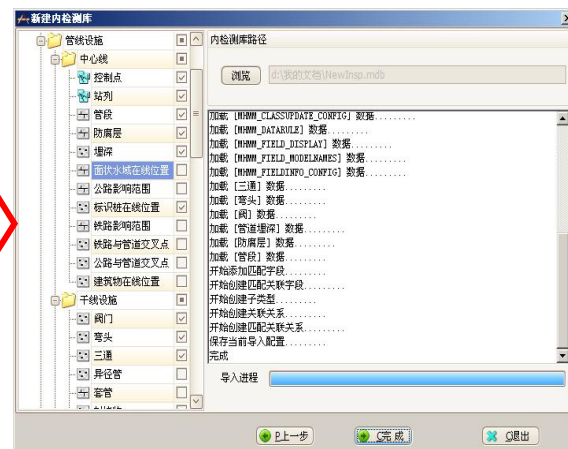 新建内检测库
管线设施
中心线
控制点
站列
管段
防腐层
埋深
面状水域在线位置
公路影响范围
标识桩在线位置
铁路影响范围
铁路与管道交叉点
公路与管道交叉点
建筑物在线位置
干线设施
阀门
弯头
三通
异径管
套管
内检测库路径
浏览
d:\我的文档\NewInsp.mdb
加载 [MHWM_CLASSUPDATE_CONFIG] 数据.........
加载 [MHWM_DATARULE] 数据.........
加载 [MHWM_FIELD_DISPLAY] 数据.........
加载 [MHWM_FIELD_MODELNAMES] 数据.........
加载 [MHWM_FIELDINFO_CONFIG] 数据.........
加载 [三通] 数据.........
加载 [弯头] 数据.........
加载 [阀] 数据.........
加载 [管道埋深] 数据.........
加载 [防腐层] 数据.........
加载 [管段] 数据.........
开始添加匹配字段.........
开始创建匹配关联字段.........
开始创建子类型.........
开始创建关联关系.........
开始创建匹配关联关系.........
保存当前导入配置.........
完成
导入进程
P上一步
C完成
Q退出